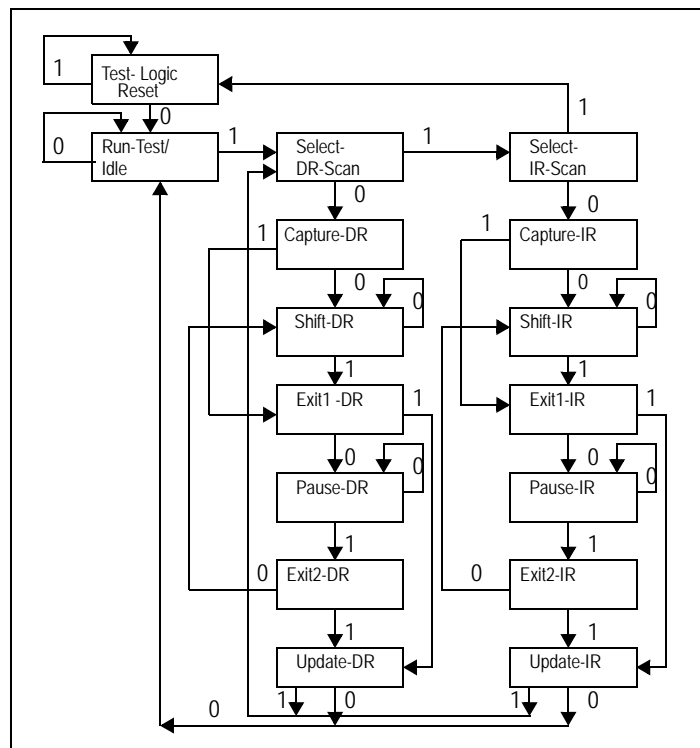 1
Test- Logic
Reset
0
1
0
Run-Test/
Idle
1
Select-
DR-Scan
1
Select-
IR-Scan
0
0
1
Capture-DR
1
Capture-IR
0
0
Shift-DR
0
Shift-IR
0
1
1
Exit1 -DR
1
Exit1-IR
1
0
0
Pause-DR
0
Pause-IR
0
1
1
0
Exit2-DR
0
Exit2-IR
1
1
Update-DR
Update-IR
0
1
0
1
0